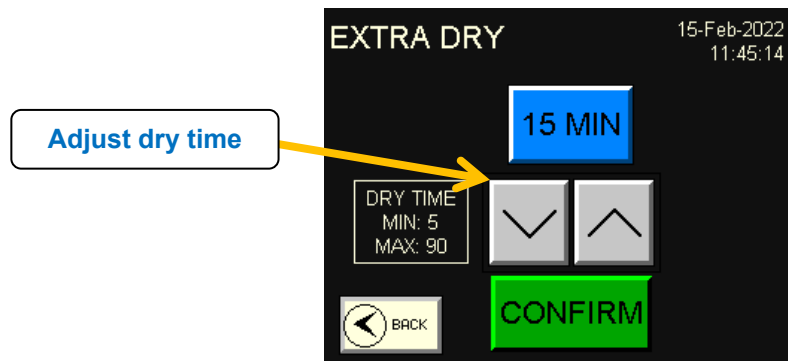 EXTRA DRY
15-Feb-2022
11:45:14
15 MIN
Adjust dry time
DRY TIME
MIN: 5
MAX: 90
CONFIRM
BACK